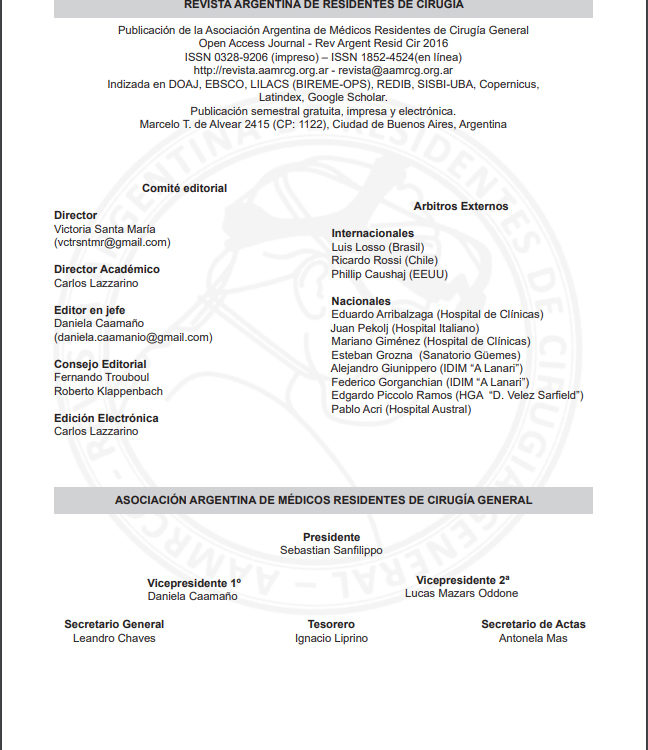 REVISTA ARGENTINA DE RESIDENTES DE CIRUGÍA
Publicación de la Asociación Argentina de Médicos Residentes de Cirugía General
Open Access Journal - Rev Argent Resid Cir 2016
ISSN 0328-9206 (impreso) – ISSN 1852-4524(en línea)
http://revista.aamrcg.org.ar - revista@aamrcg.org.ar
Indizada en DOAJ, EBSCO, LILACS (BIREME-OPS), REDIB, SISBI-UBA, Copernicus,
Latindex, Google Scholar.
Publicación semestral gratuita, impresa y electrónica.
Marcelo T. de Alvear 2415 (CP: 1122), Ciudad de Buenos Aires, Argentina
Comité editorial
Director
Victoria Santa María
(vctrsntmr@gmail.com)
Director Académico
Carlos Lazzarino
Editor en jefe
Daniela Caamaño
(daniela.caamanio@gmail.com)
Consejo Editorial
Fernando Trouboul
Roberto Klappenbach
Edición Electrónica
Carlos Lazzarino
Arbitros Externos
Internacionales
Luis Losso (Brasil)
Ricardo Rossi (Chile)
Phillip Caushaj (EEUU)
Nacionales
Eduardo Arribalzaga (Hospital de Clínicas)
Juan Pekolj (Hospital Italiano)
Mariano Giménez (Hospital de Clínicas)
Esteban Grozna (Sanatorio Güemes)
Alejandro Giunippero (IDIM “A Lanari”)
Federico Gorganchian (IDIM “A Lanari”)
Edgardo Piccolo Ramos (HGA “D. Velez Sarfield”)
Pablo Acri (Hospital Austral)
ASOCIACIÓN ARGENTINA DE MÉDICOS RESIDENTES DE CIRUGÍA GENERAL
Presidente
Sebastian Sanfilippo
Vicepresidente 1º
Daniela Caamaño
Vicepresidente 2ª
Lucas Mazars Oddone
Secretario General
Leandro Chaves
Tesorero
Ignacio Liprino
Secretario de Actas
Antonela Mas